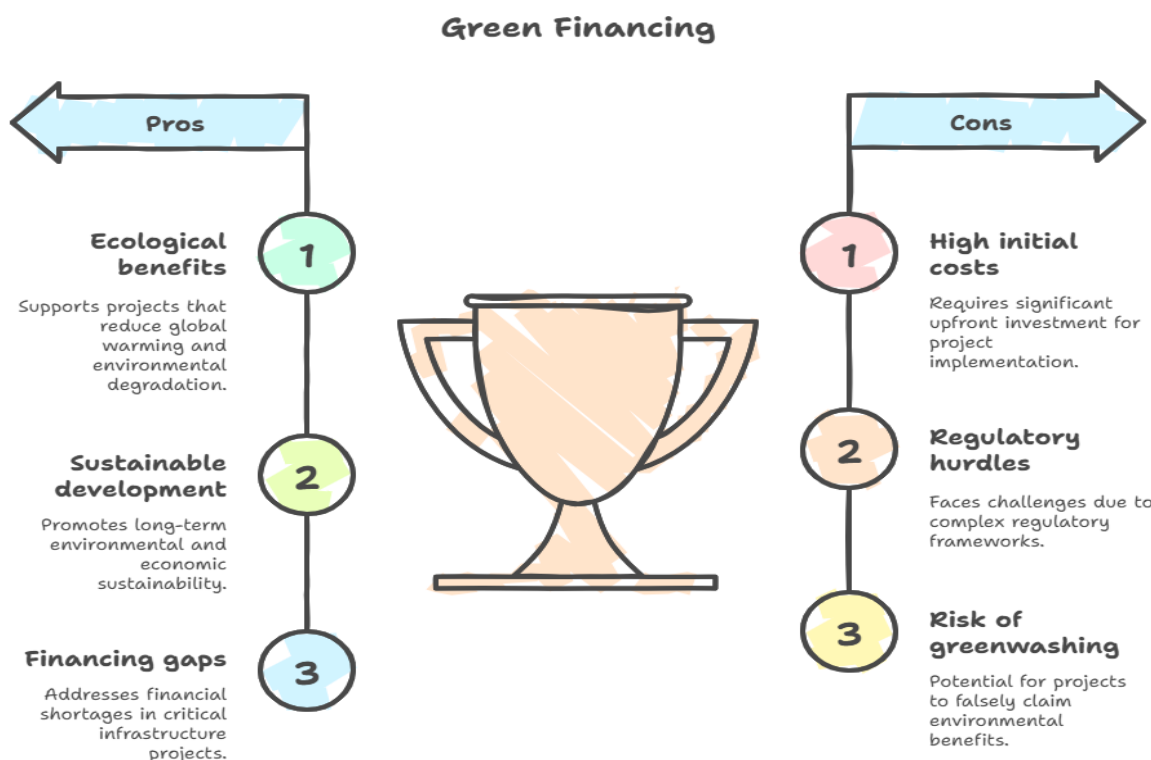 Green Financing
Pros
1
Ecological
benefits
Supports projects that
reduce global
warming and
environmental
degradation.
2
Sustainable
development
Promotes long-term
environmental and
economic
sustainability.
3
Financing gaps
Addresses financial
shortages in critical
infrastructure
projects.
Cons
1
High initial
costs
Requires significant
upfront investment for
project
implementation.
2
Regulatory
hurdles
Faces challenges due to
complex regulatory
frameworks.
3
Risk of
greenwashing
Potential for projects
to falsely claim
environmental
benefits.